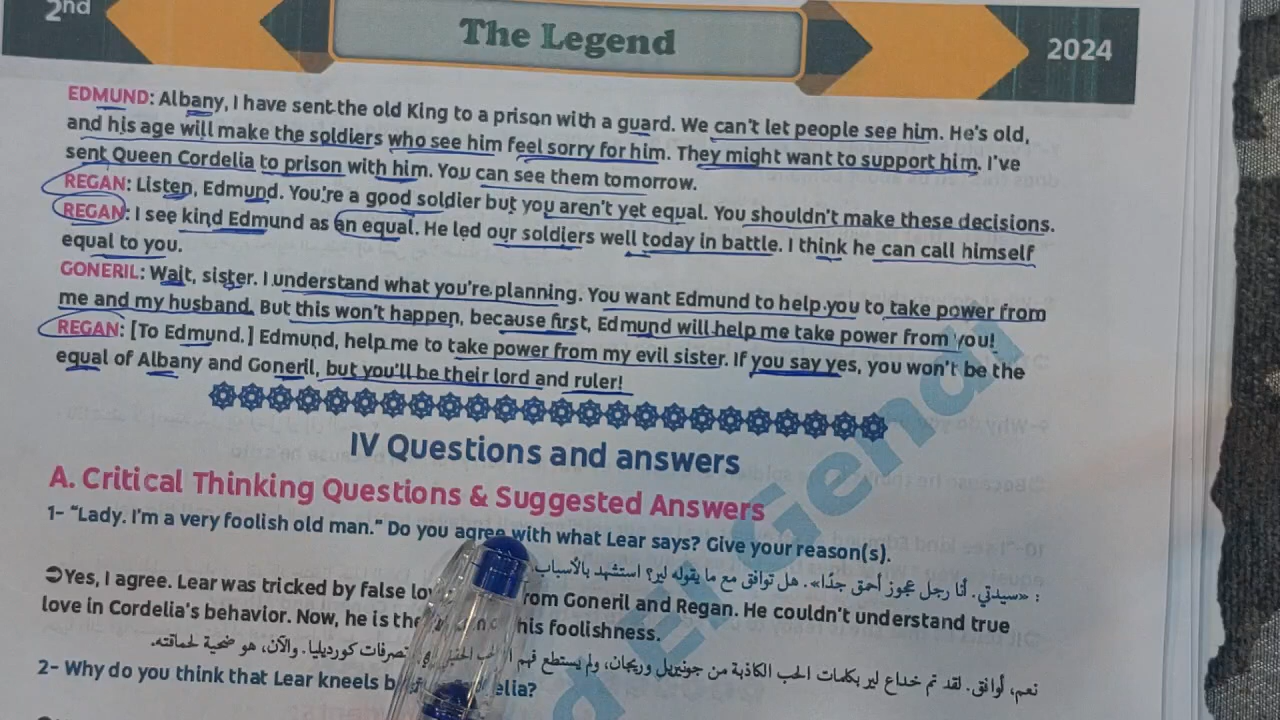 2nd
The Legend
2024
EDMUND: Albany, I have sent the old King to a prison with a guard. We can't let people see him. He's old,
and his age will make the soldiers who see him feel sorry for him. They might want to support him. I've
sent Queen Cordelia to prison with him. You can see them tomorrow.
REGAN: Listen, Edmund. You're a good soldier but you aren't yet equal. You shouldn't make these decisions.
REGAN: I see kind Edmund as an equal. He led our soldiers well today in battle. I think he can call himself
equal to you.
GONERIL: Wait, sister. I understand what you're planning. You want Edmund to help you to take power from
me and my husband. But this won't happen, because first, Edmund will help me take power from you!
REGAN: [To Edmund.] Edmund, help me to take power from my evil sister. If you say yes, you won't be the
equal of Albany and Goneril, but you'll be their lord and ruler!
IV Questions and answers
A. Critical Thinking Questions & Suggested Answers
1- "Lady. I'm a very foolish old man." Do you agree with what Lear says? Give your reason(s).
: «سيدتي. أنا رجل عجوز أحمق جدًا». هل توافق مع ما يقوله لير؟ استشهد بالأسباب
Yes, I agree. Lear was tricked by false from Goneril and Regan. He couldn't understand true
love in Cordelia's behavior. Now, he is the his foolishness.
نعم، أوافق. لقد تم خداع لير بكلمات الحب الكاذبة من جونيريل وريجان، ولم يستطع فهم تصرفات كورديليا. والآن، هو ضحية لحماقته.
2- Why do you think that Lear kneels
El Gendi